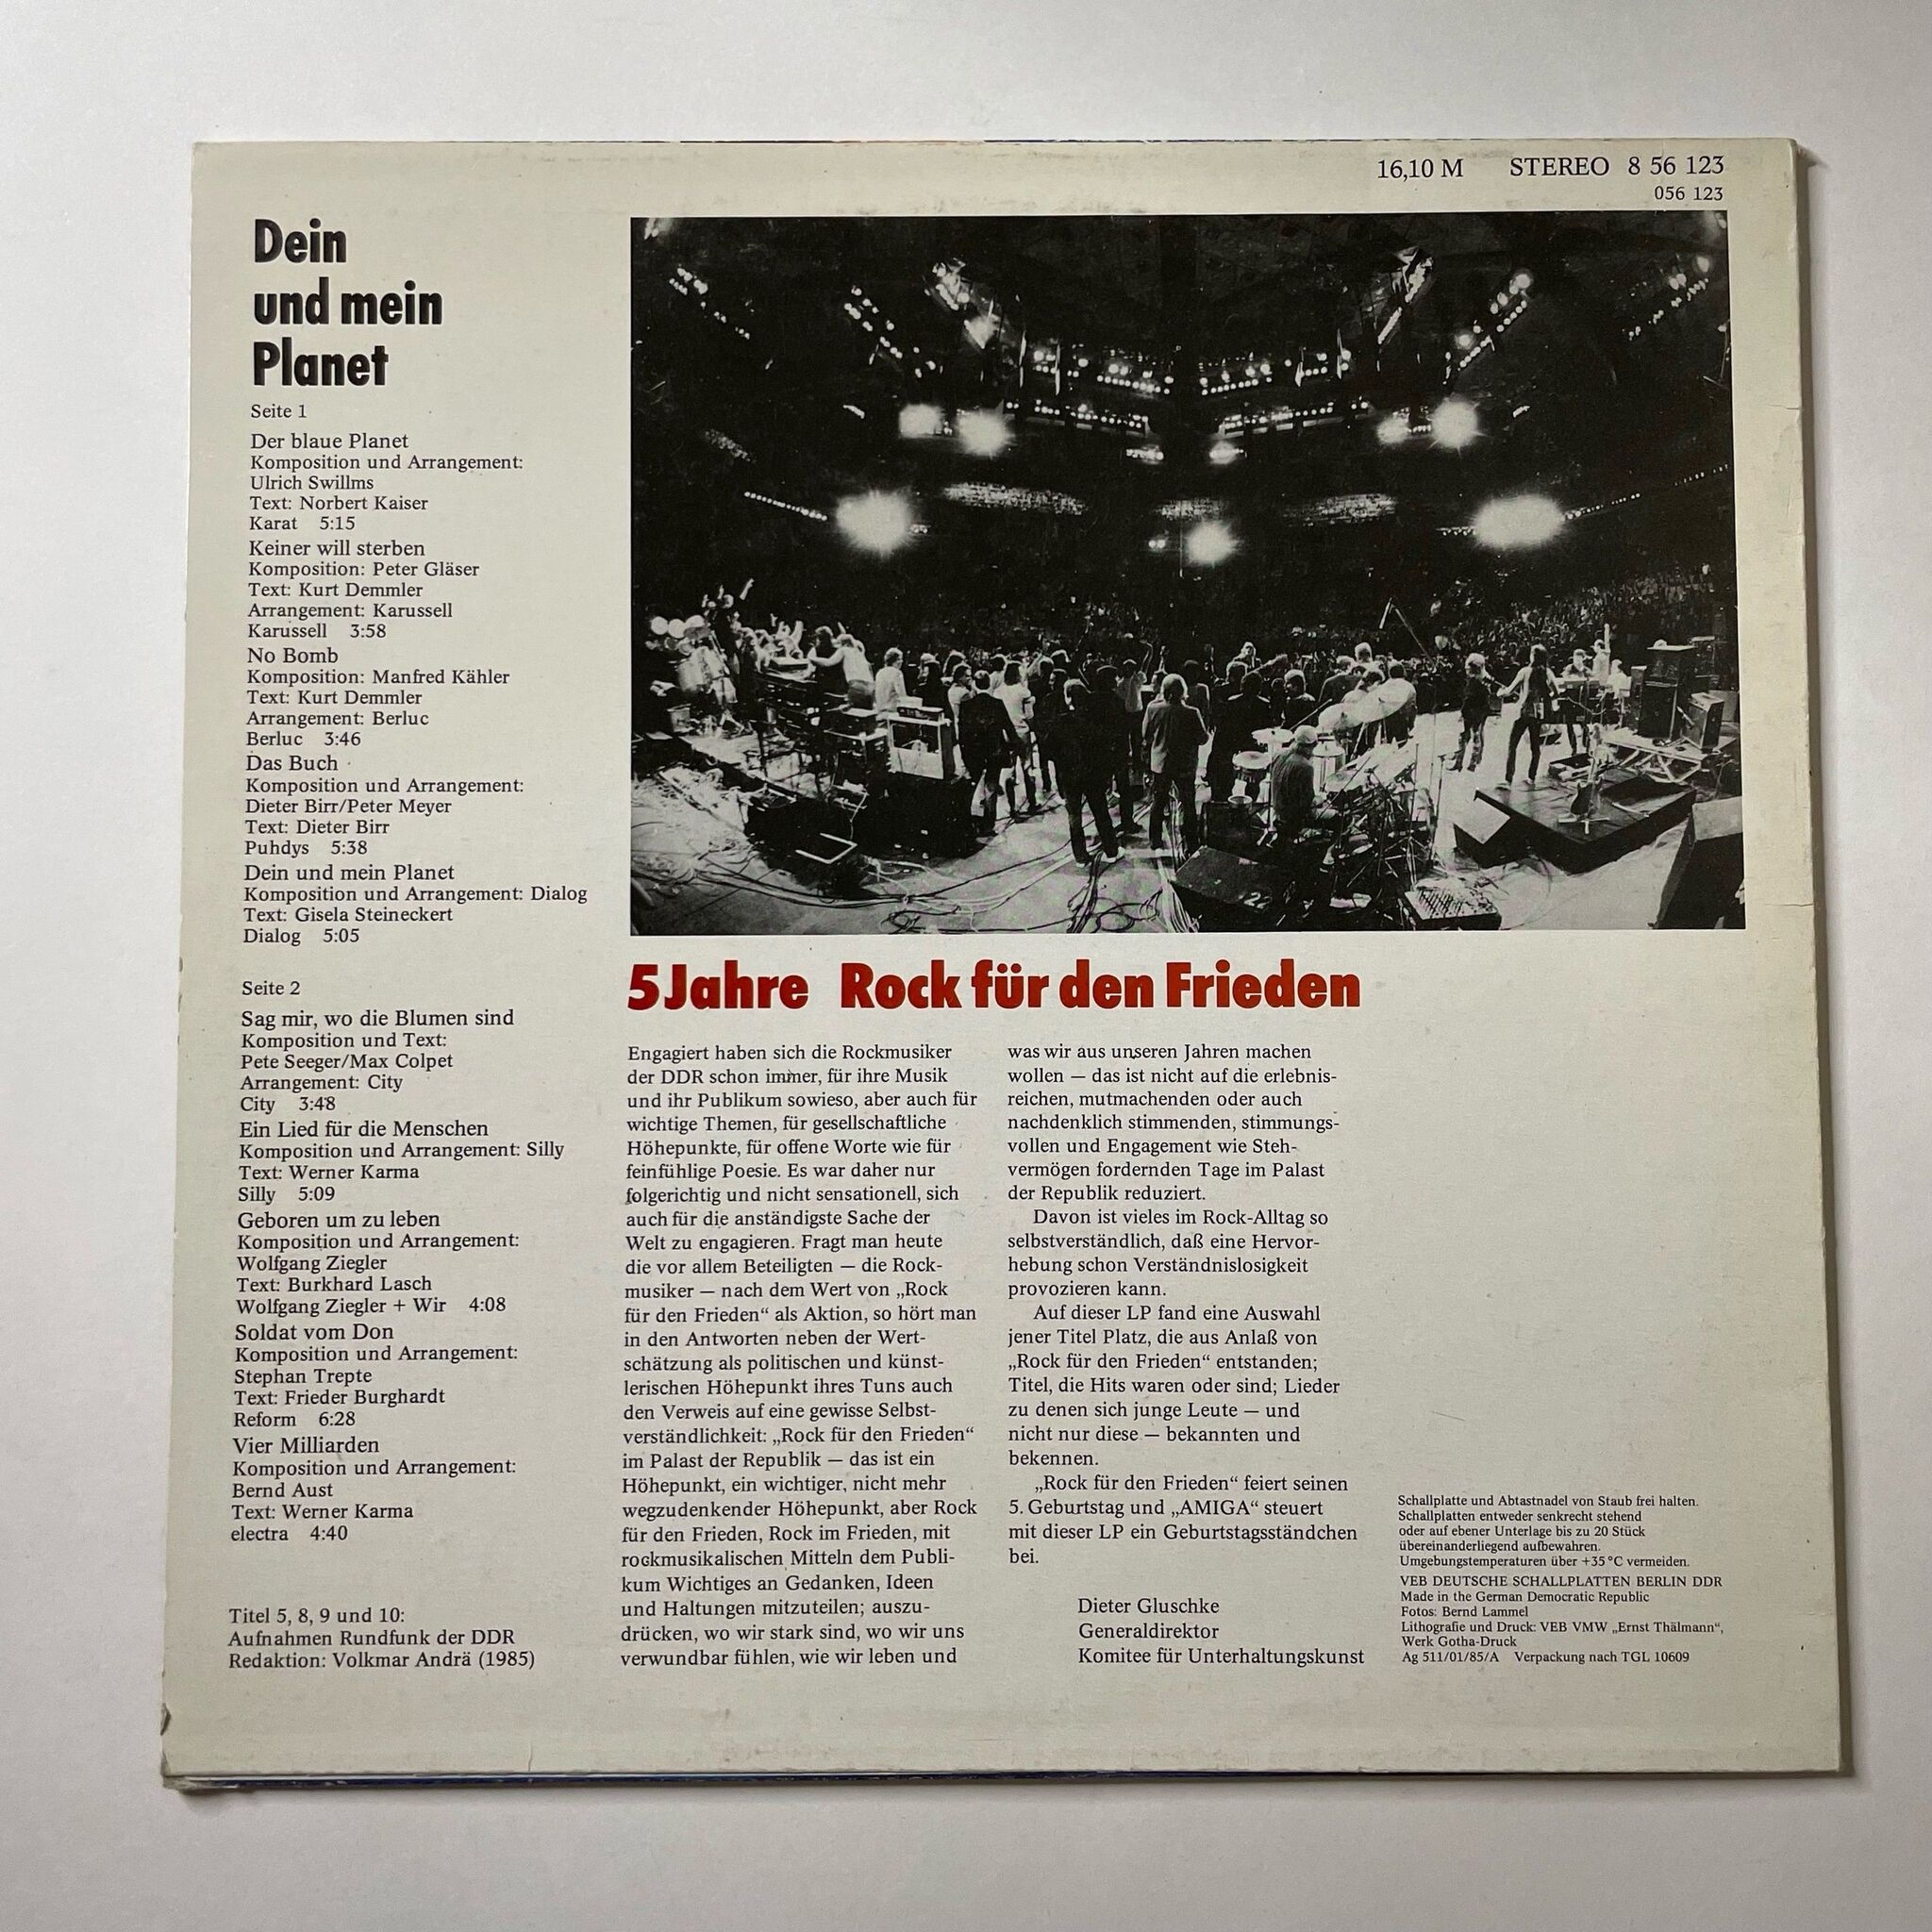 16,10 M STEREO 8 56 123
056 123
Dein
und mein
Planet
Seite 1
Der blaue Planet
Komposition und Arrangement:
Ulrich Swillms
Text: Norbert Kaiser
Karat 5:15
Keiner will sterben
Komposition: Peter Gläser
Text: Kurt Demmler
Arrangement: Karussell
Karussell 3:58
No Bomb
Komposition: Manfred Kähler
Text: Kurt Demmler
Arrangement: Berluc
Berluc 3:46
Das Buch
Komposition und Arrangement:
Dieter Birr/Peter Meyer
Text: Dieter Birr
Puhdys 5:38
Dein und mein Planet
Komposition und Arrangement: Dialog
Text: Gisela Steineckert
Dialog 5:05
Seite 2
Sag mir, wo die Blumen sind
Komposition und Text:
Pete Seeger/Max Colpet
Arrangement: City
City 3:48
Ein Lied für die Menschen
Komposition und Arrangement: Silly
Text: Werner Karma
Silly 5:09
Geboren um zu leben
Komposition und Arrangement:
Wolfgang Ziegler
Text: Burkhard Lasch
Wolfgang Ziegler + Wir 4:08
Soldat vom Don
Komposition und Arrangement:
Stephan Trepte
Text: Frieder Burghardt
Reform 6:28
Vier Milliarden
Komposition und Arrangement:
Bernd Aust
Text: Werner Karma
electra 4:40
Titel 5, 8, 9 und 10:
Aufnahmen Rundfunk der DDR
Redaktion: Volkmar Andrä (1985)
22
5 Jahre Rock für den Frieden
Engagiert haben sich die Rockmusiker
der DDR schon immer, für ihre Musik
und ihr Publikum sowieso, aber auch für
wichtige Themen, für gesellschaftliche
Höhepunkte, für offene Worte wie für
feinfühlige Poesie. Es war daher nur
folgerichtig und nicht sensationell, sich
auch für die anständigste Sache der
Welt zu engagieren. Fragt man heute
die vor allem Beteiligten — die Rock-
musiker — nach dem Wert von „Rock
für den Frieden“ als Aktion, so hört man
in den Antworten neben der Wert-
schätzung als politischen und künst-
lerischen Höhepunkt ihres Tuns auch
den Verweis auf eine gewisse Selbst-
verständlichkeit: „Rock für den Frieden“
im Palast der Republik — das ist ein
Höhepunkt, ein wichtiger, nicht mehr
wegzudenkender Höhepunkt, aber Rock
für den Frieden, Rock im Frieden, mit
rockmusikalischen Mitteln dem Publi-
kum Wichtiges an Gedanken, Ideen
und Haltungen mitzuteilen; auszu-
drücken, wo wir stark sind, wo wir uns
verwundbar fühlen, wie wir leben und
was wir aus unseren Jahren machen
wollen — das ist nicht auf die erlebnis-
reichen, mutmachenden oder auch
nachdenklich stimmenden, stimmungs-
vollen und Engagement wie Steh-
vermögen fordernden Tage im Palast
der Republik reduziert.
Davon ist vieles im Rock-Alltag so
selbstverständlich, daß eine Hervor-
hebung schon Verständnislosigkeit
provozieren kann.
Auf dieser LP fand eine Auswahl
jener Titel Platz, die aus Anlaß von
„Rock für den Frieden“ entstanden;
Titel, die Hits waren oder sind; Lieder
zu denen sich junge Leute — und
nicht nur diese — bekannten und
bekennen.
„Rock für den Frieden“ feiert seinen
5. Geburtstag und „AMIGA“ steuert
mit dieser LP ein Geburtstagsständchen
bei.
Dieter Gluschke
Generaldirektor
Komitee für Unterhaltungskunst
Schallplatte und Abtastnadel von Staub frei halten.
Schallplatten entweder senkrecht stehend
oder auf ebener Unterlage bis zu 20 Stück
übereinanderliegend aufbewahren.
Umgebungstemperaturen über +35 °C vermeiden.
VEB DEUTSCHE SCHALLPLATTEN BERLIN DDR
Made in the German Democratic Republic
Fotos: Bernd Lammel
Lithografie und Druck: VEB VMW „Ernst Thälmann“,
Werk Gotha-Druck
Ag 511/01/85/A Verpackung nach TGL 10609